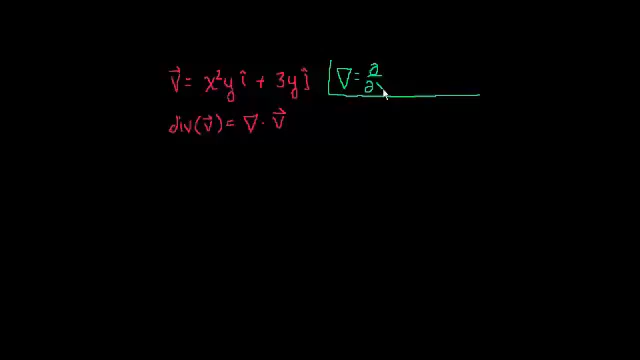 v⃗ = x²y î + 3y ĵ
∇ = ∂/∂x
div(v⃗) = ∇ · v⃗